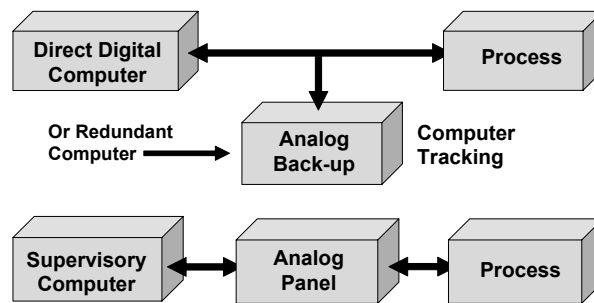 Direct Digital
Computer
Process
Or Redundant
Computer
Analog
Back-up
Computer
Tracking
Supervisory
Computer
Analog
Panel
Process